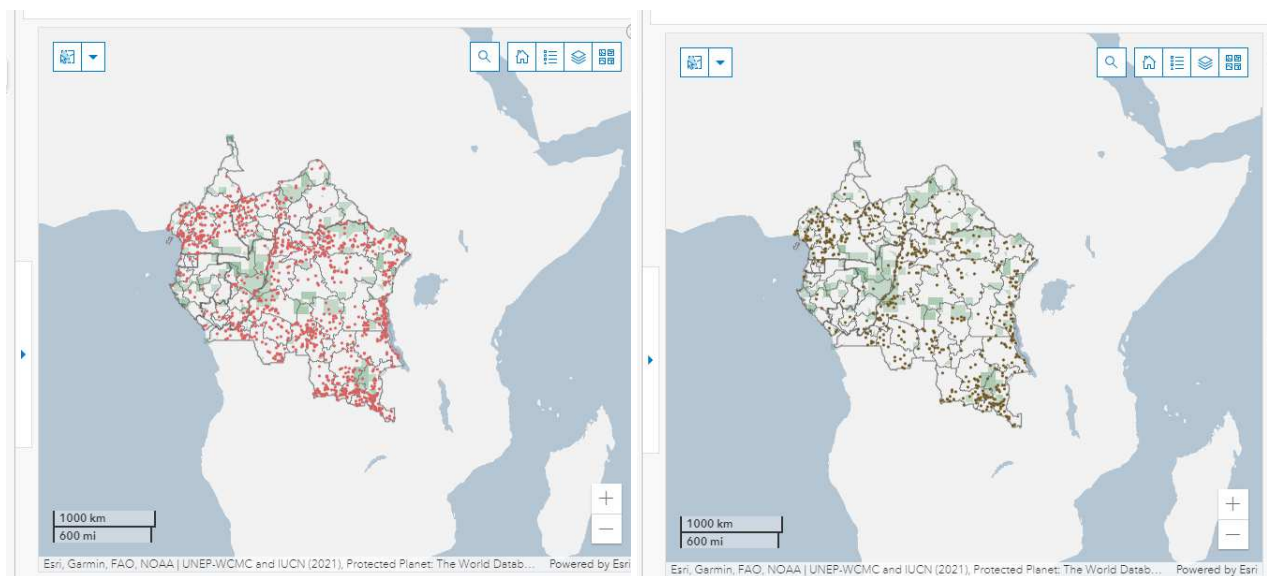 1000 km
600 mi
Esri, Garmin, FAO, NOAA | UNEP-WCMC and IUCN (2021), Protected Planet: The World Datab... Powered by Esri
1000 km
600 mi
Esri, Garmin, FAO, NOAA | UNEP-WCMC and IUCN (2021), Protected Planet: The World Datab... Powered by Esri